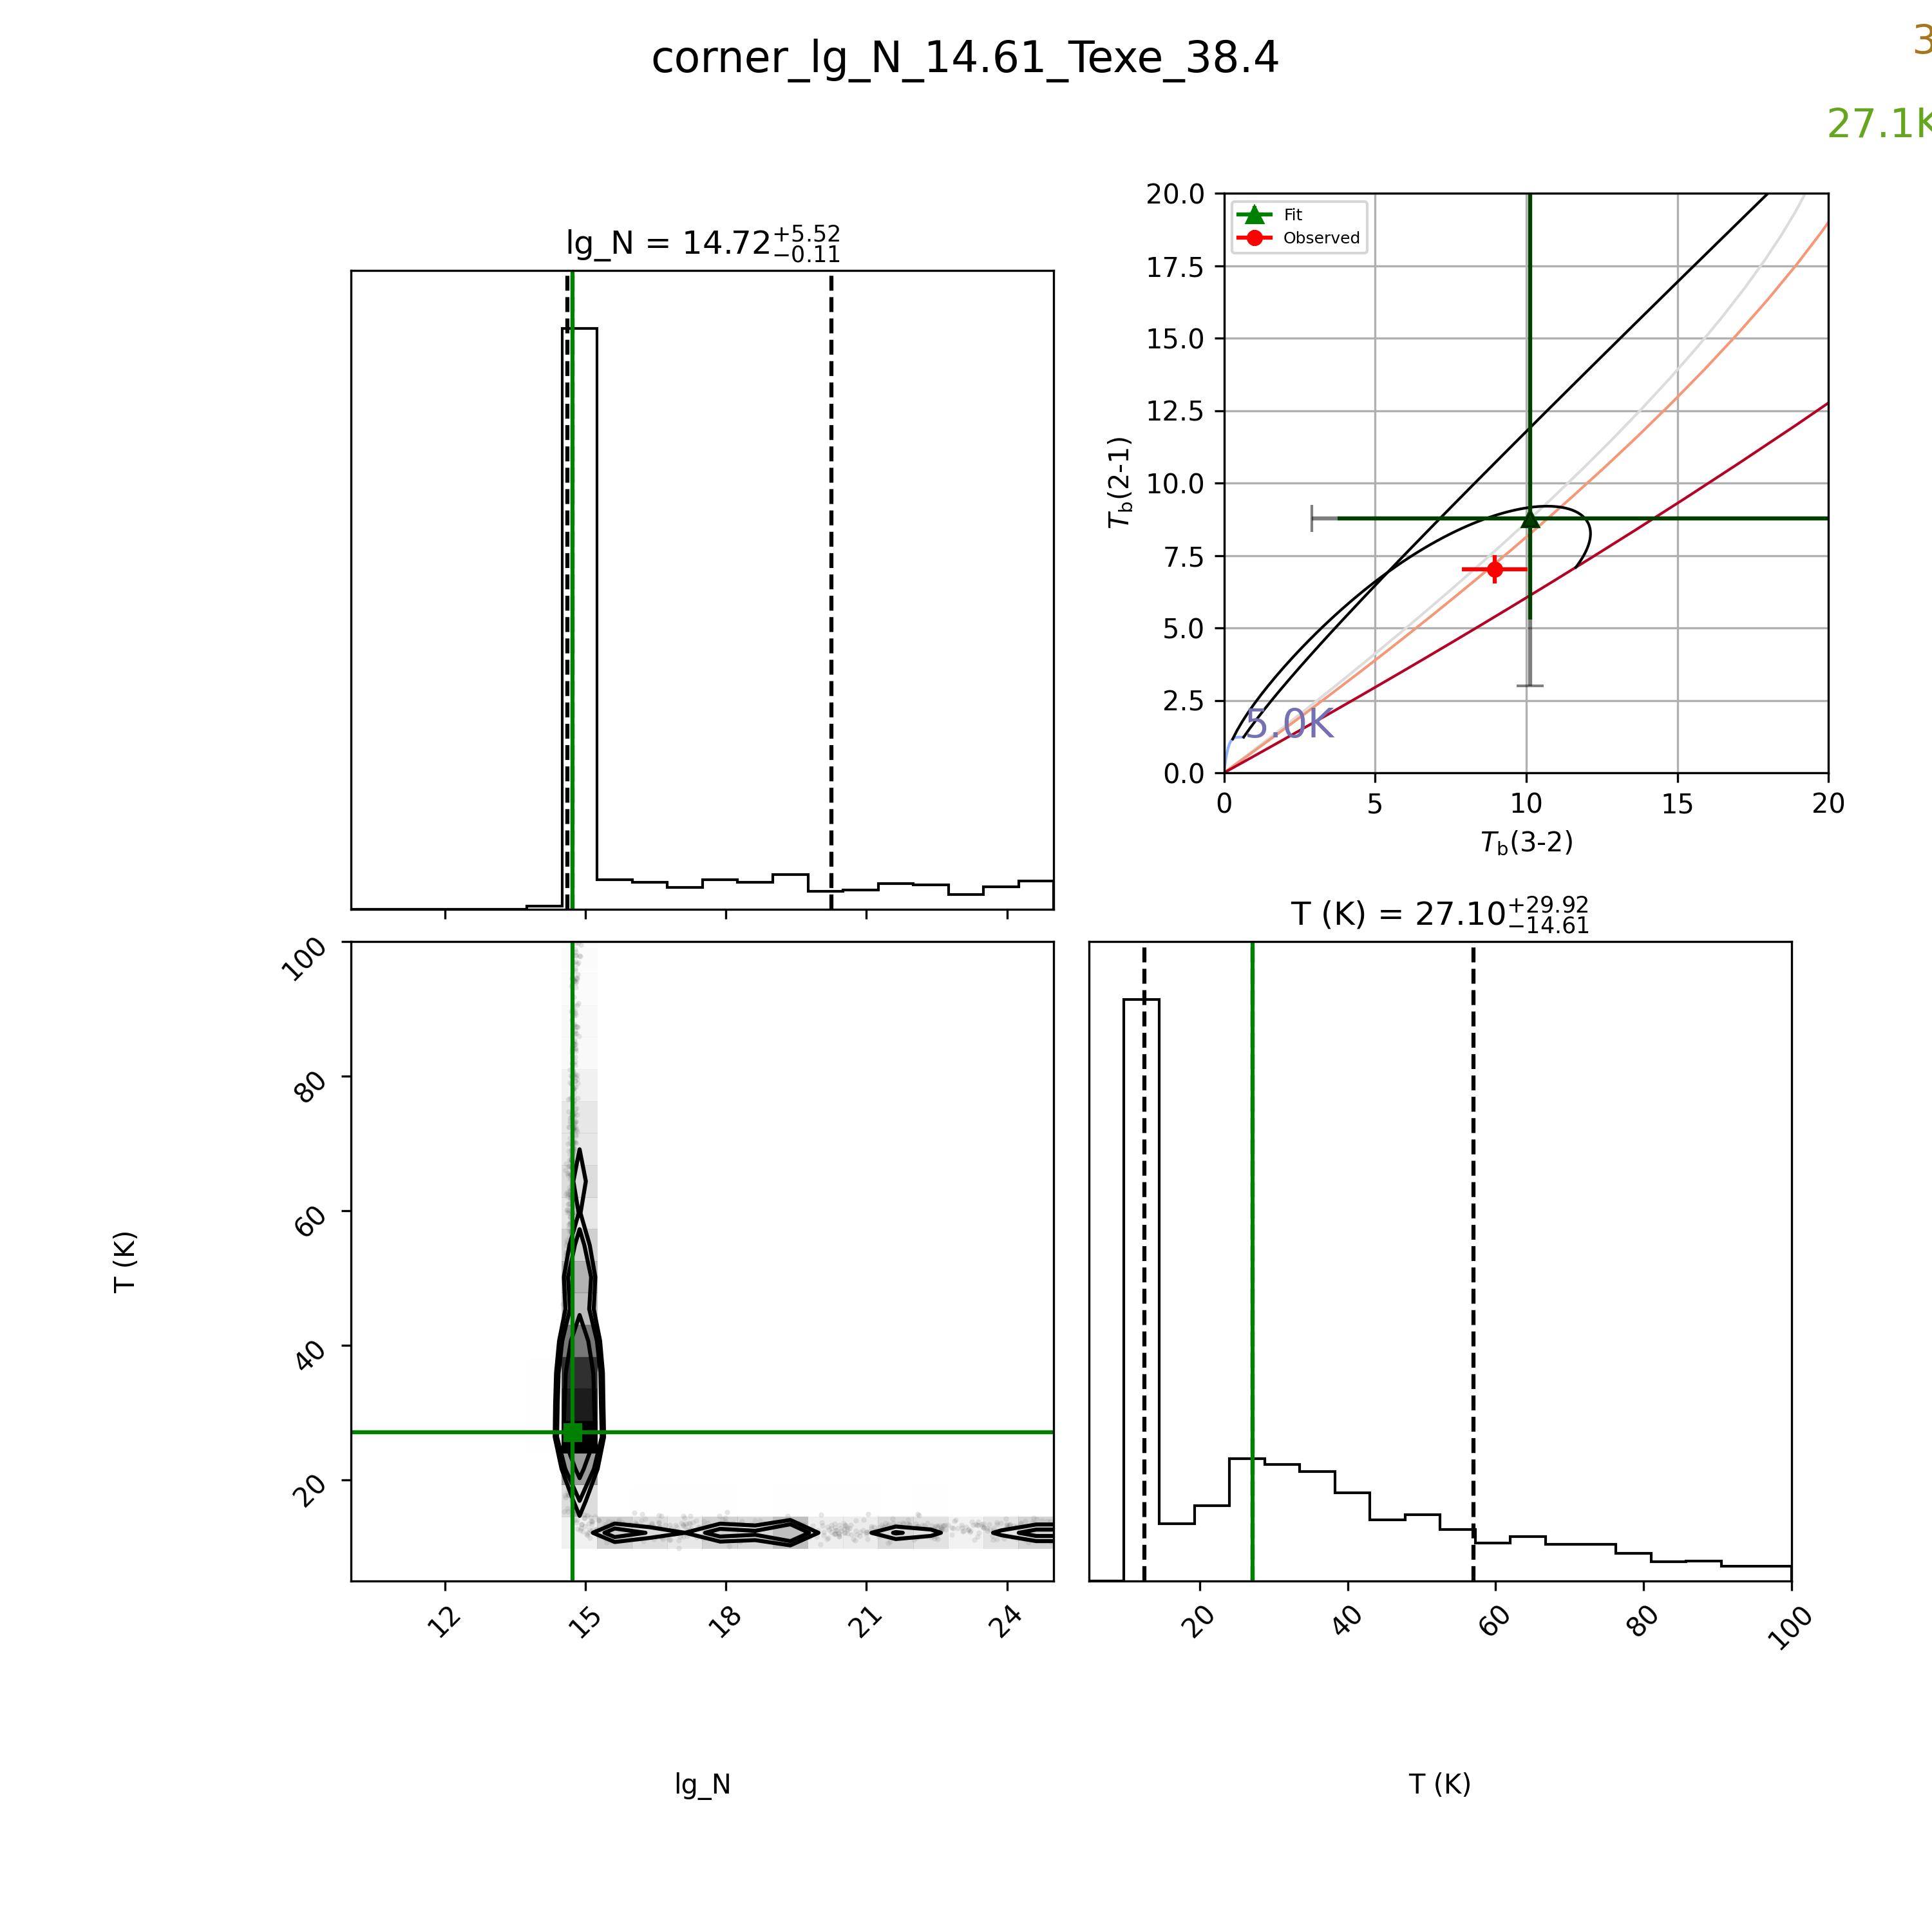 corner_lg_N_14.61_Texe_38.4
3
27.1K
lg_N = 14.72+5.52−0.11
20.0
17.5
15.0
12.5
10.0
7.5
5.0
2.5
0.0
Tb(2-1)
Fit
Observed
5.0K
0 5 10 15 20
Tb(3-2)
T (K) = 27.10+29.92−14.61
100
80
60
40
20
T (K)
12 15 18 21 24
lg_N
20 40 60 80 100
T (K)